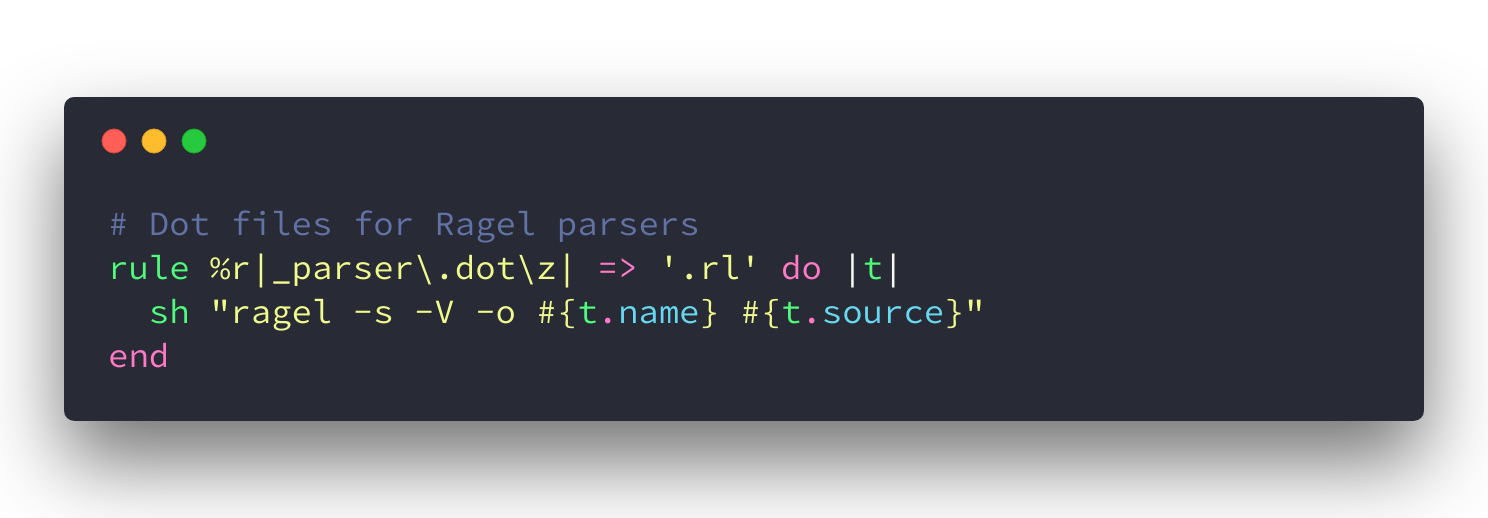 # Dot files for Ragel parsers
rule %r|_parser\.dot\z| => '.rl' do |t|
  sh "ragel -s -V -o #{t.name} #{t.source}"
end